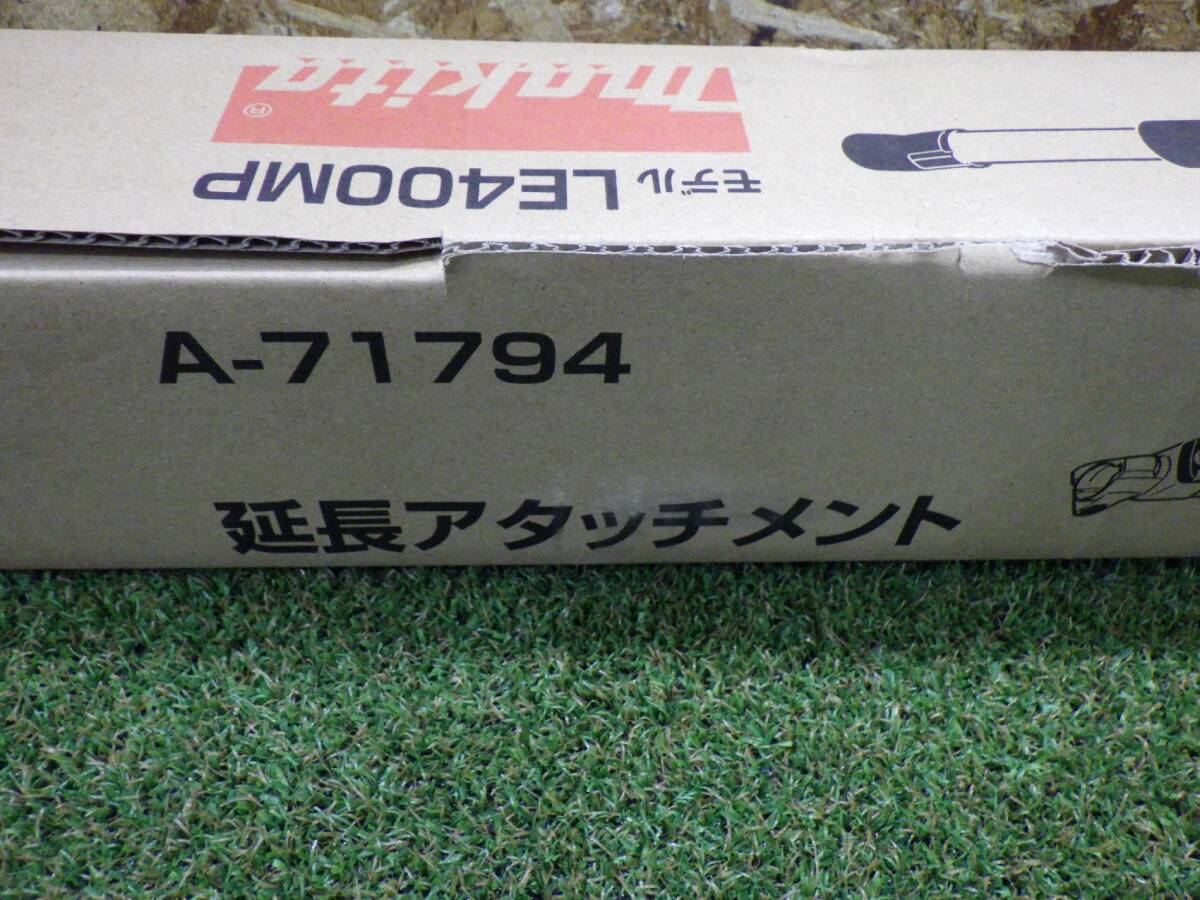 makita®
モデル LE400MP
A-71794
延長アタッチメント